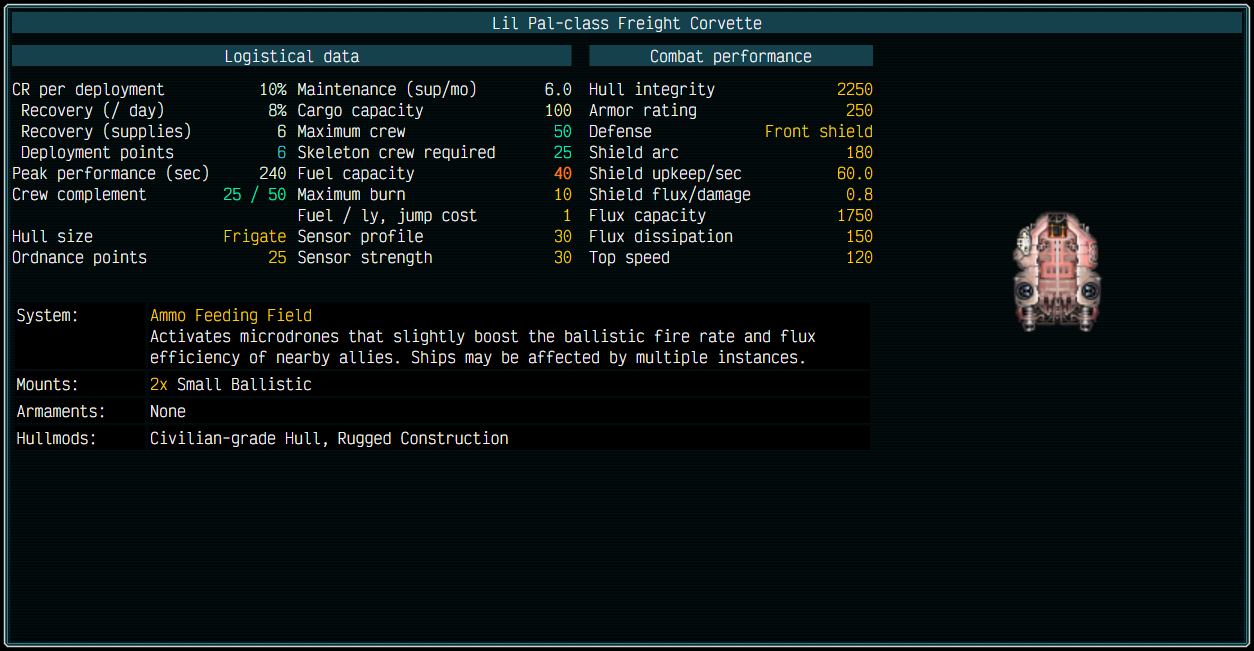 Lil Pal-class Freight Corvette
Logistical data
Combat performance
CR per deployment 10% Maintenance (sup/mo) 6.0 Hull integrity 2250
Recovery (/ day) 8% Cargo capacity 100 Armor rating 250
Recovery (supplies) 6 Maximum crew 50 Defense Front shield
Deployment points 6 Skeleton crew required 25 Shield arc 180
Peak performance (sec) 240 Fuel capacity 40 Shield upkeep/sec 60.0
Crew complement 25 / 50 Maximum burn 10 Shield flux/damage 0.8
Fuel / ly, jump cost 1 Flux capacity 1750
Hull size Frigate Sensor profile 30 Flux dissipation 150
Ordnance points 25 Sensor strength 30 Top speed 120
System: Ammo Feeding Field
Activates microdrones that slightly boost the ballistic fire rate and flux
efficiency of nearby allies. Ships may be affected by multiple instances.
Mounts: 2x Small Ballistic
Armaments: None
Hullmods: Civilian-grade Hull, Rugged Construction